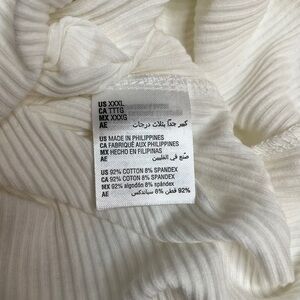 US XXXL
CA TTTG
MX XXXG
AE كبير جداً بثلاث درجات
US MADE IN PHILIPPINES
CA FABRIQUÉ AUX PHILIPPINES
MX HECHO EN FILIPINAS
AE صنع في الفلبين
US 92% COTTON 8% SPANDEX
CA 92% COTON 8% SPANDEX
MX 92% algodón 8% spándex
AE 92% قطن 8% سباندكس